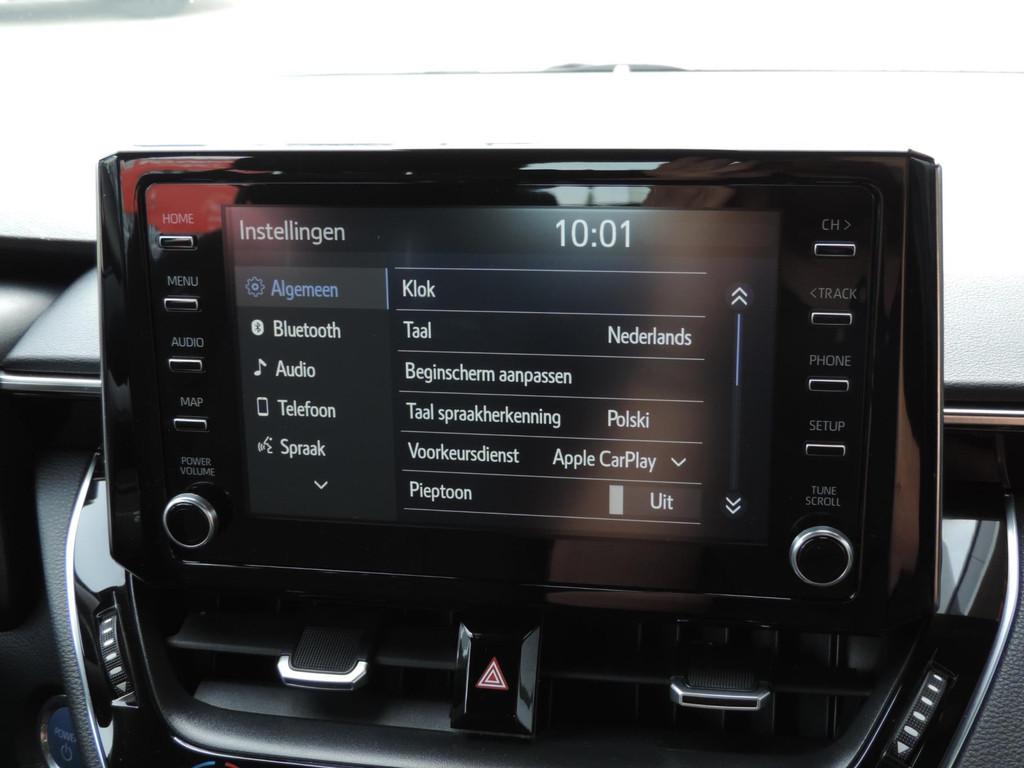 Instellingen 10:01
HOME
MENU
AUDIO
MAP
POWER
VOLUME
Algemeen
Bluetooth
Audio
Telefoon
Spraak
Klok
Taal Nederlands
Beginscherm aanpassen
Taal spraakherkenning Polski
Voorkeursdienst Apple CarPlay
Pieptoon Uit
CH >
< TRACK
PHONE
SETUP
TUNE
SCROLL
POWER